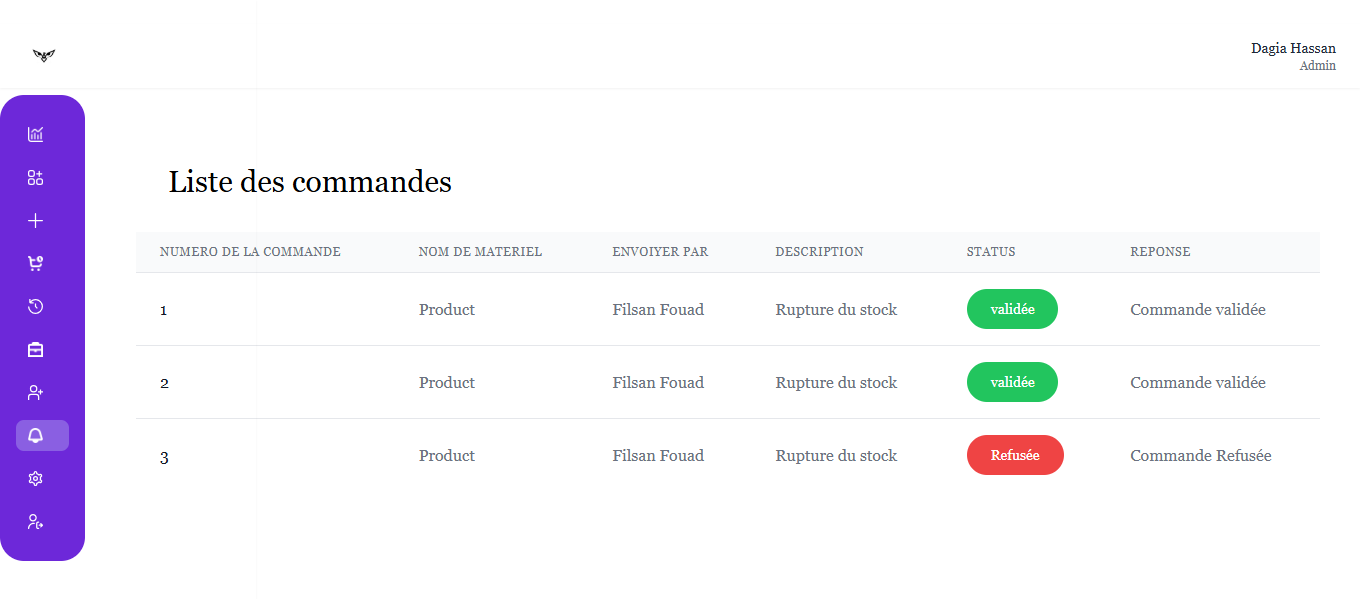 Dagia Hassan
Admin
Liste des commandes
NUMERO DE LA COMMANDE NOM DE MATERIEL ENVOIYER PAR DESCRIPTION STATUS REPONSE
1 Product Filsan Fouad Rupture du stock validée Commande validée
2 Product Filsan Fouad Rupture du stock validée Commande validée
3 Product Filsan Fouad Rupture du stock Refusée Commande Refusée